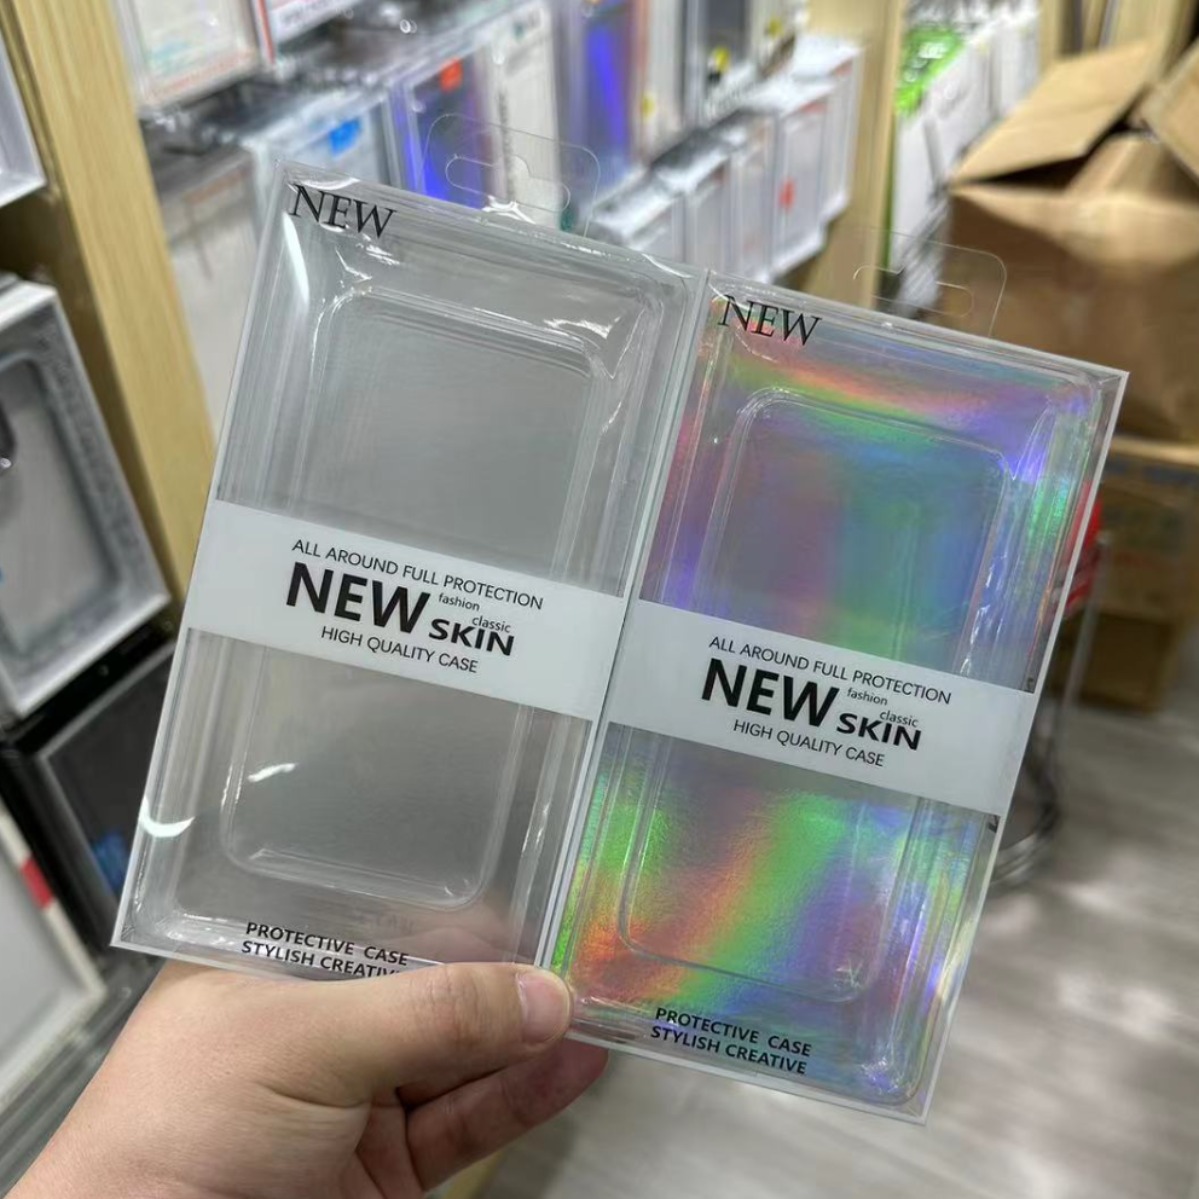 NEW
ALL AROUND FULL PROTECTION
NEW fashion classic SKIN
HIGH QUALITY CASE
PROTECTIVE CASE
STYLISH CREATIV
NEW
ALL AROUND FULL PROTECTION
NEW fashion classic SKIN
HIGH QUALITY CASE
PROTECTIVE CASE
STYLISH CREATIVE